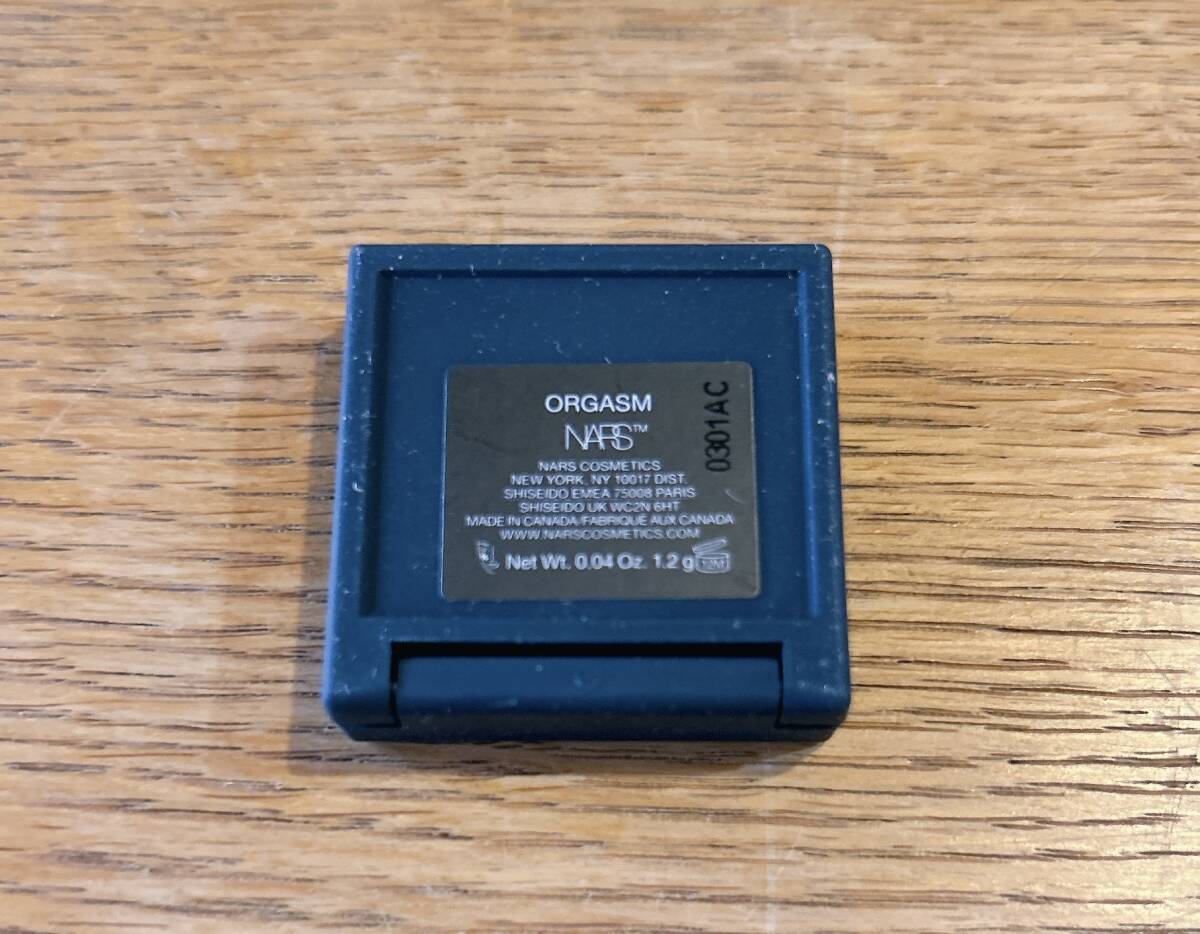 ORGASM
NARS™
NARS COSMETICS
NEW YORK, NY 10017 DIST.
SHISEIDO EMEA 75008 PARIS
SHISEIDO UK WC2N 6HT
MADE IN CANADA/FABRIQUÉ AUX CANADA
WWW.NARSCOSMETICS.COM
Net Wt. 0.04 Oz. 1.2 g
12M
0301AC